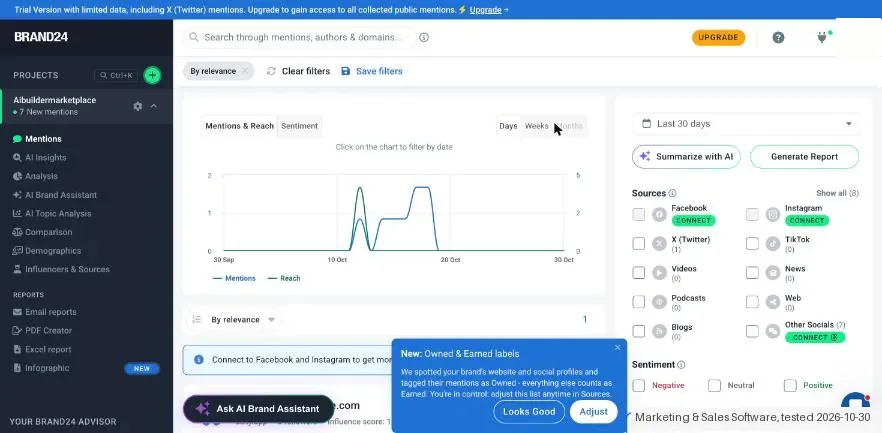 Trial Version with limited data, including X (Twitter) mentions. Upgrade to gain access to all collected public mentions.⚡ Upgrade →
BRAND24
Search through mentions, authors & domains...
UPGRADE
PROJECTS
Ctrl+K
By relevance
Clear filters
Save filters
Aibuildermarketplace
7 New mentions
Mentions
AI Insights
Analysis
AI Brand Assistant
AI Topic Analysis
Comparison
Demographics
Influencers & Sources
REPORTS
Email reports
PDF Creator
Excel report
Infographic
NEW
YOUR BRAND24 ADVISOR
Mentions & Reach
Sentiment
Days
Weeks
Months
Click on the chart to filter by date
2
1
0
5
2
0
30 Sep
10 Oct
20 Oct
30 Oct
Mentions
Reach
By relevance
1
Connect to Facebook and Instagram to get
Ask AI Brand Assistant
.com
New: Owned & Earned labels
We spotted your brand's website and social profiles and
tagged their mentions as Owned - everything else counts as
Earned. You're in control: adjust this list anytime in Sources.
Looks Good
Adjust
Last 30 days
Summarize with AI
Generate Report
Sources
Show all (8)
Facebook
CONNECT
Instagram
CONNECT
X (Twitter)
(1)
TikTok
(0)
Videos
(0)
News
(0)
Podcasts
(0)
Web
(0)
Blogs
(0)
Other Socials (7)
CONNECT
Sentiment
Negative
Neutral
Positive
Marketing & Sales Software, tested 2026-10-30